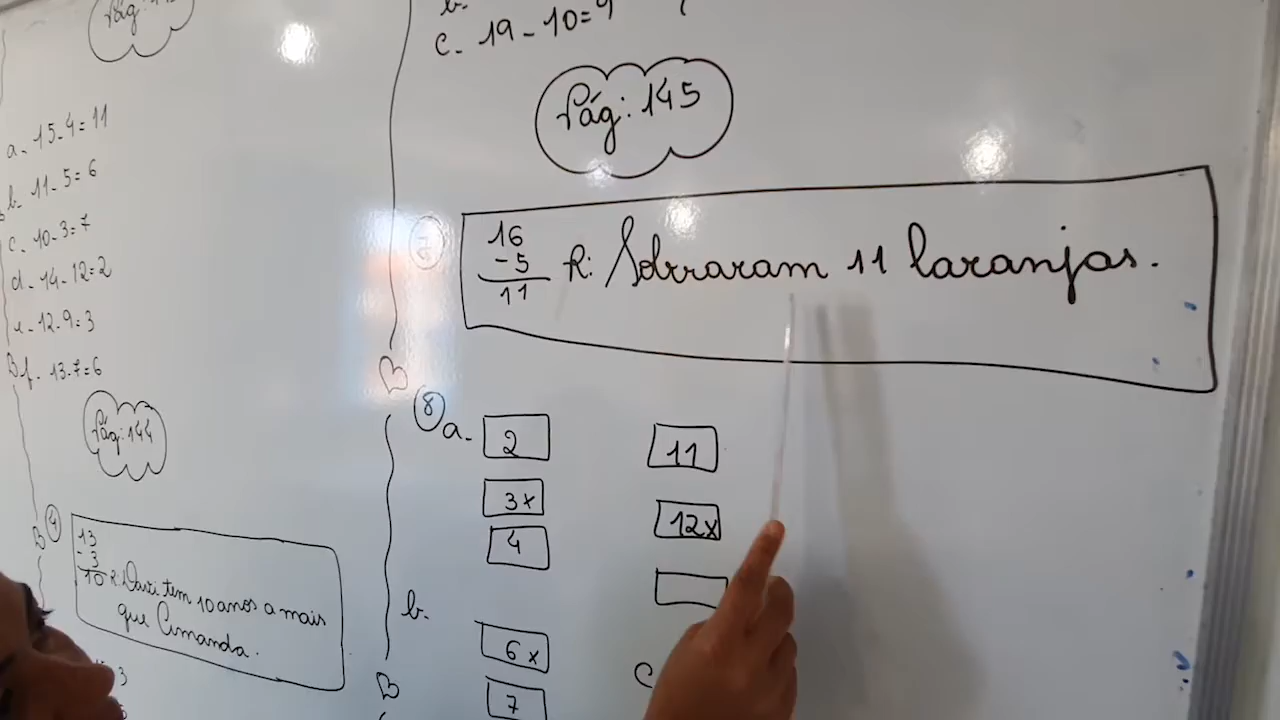 a- 15-4=11
b- 11-5=6
c- 10-3=7
d- 14-12=2
e- 12-9=3
f- 13-7=6
Pág: 144
4
13
- 3
10 R: Davi tem 10 anos a mais
que Amanda.
c- 19-10=9
Pág: 145
7
16
-5
11
R: Sobraram 11 laranjas.
8
a-
2
11
3x
12x
4
b-
6x
7
c